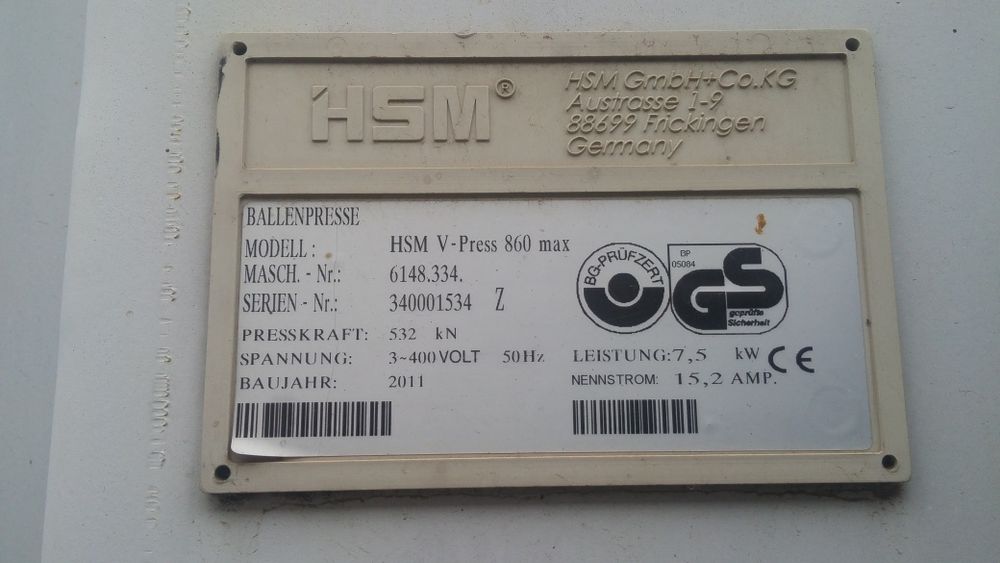 HSM®
HSM GmbH+Co.KG
Austrasse 1-9
88699 Frickingen
Germany
BALLENPRESSE
MODELL: HSM V-Press 860 max
MASCH. - Nr.: 6148.334.
SERIEN - Nr.: 340001534 Z
BG-PRÜFZERT
BP
05084
GS
geprüfte
Sicherheit
PRESSKRAFT: 532 kN
SPANNUNG: 3~400 VOLT 50Hz LEISTUNG: 7,5 kW CE
BAUJAHR: 2011 NENNSTROM: 15,2 AMP.